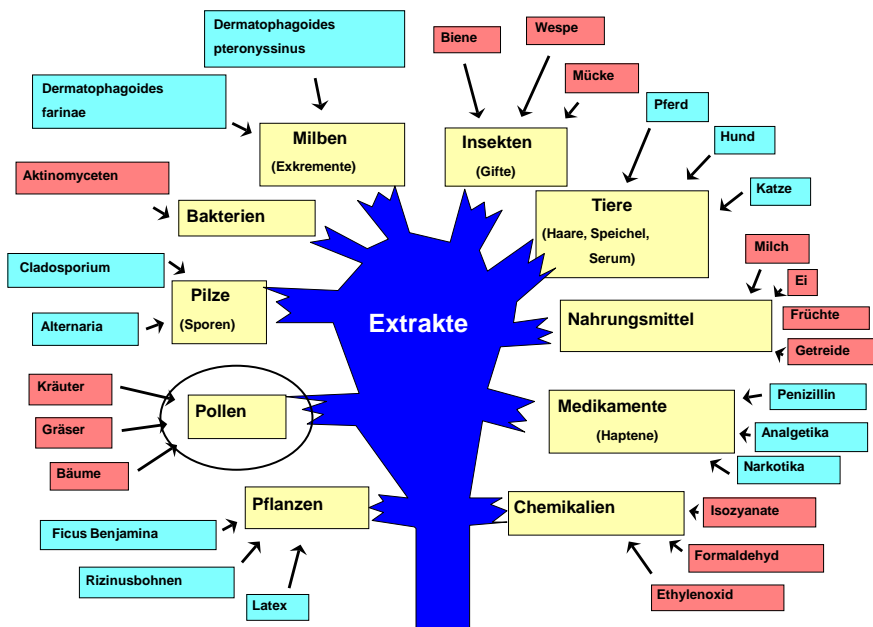 Dermatophagoides
pteronyssinus
Dermatophagoides
farinae
Milben
(Exkremente)
Aktinomyceten
Bakterien
Cladosporium
Alternaria
Pilze
(Sporen)
Kräuter
Gräser
Bäume
Pollen
Ficus Benjamina
Rizinusbohnen
Latex
Pflanzen
Extrakte
Biene
Wespe
Mücke
Insekten
(Gifte)
Pferd
Hund
Katze
Tiere
(Haare, Speichel,
Serum)
Milch
Ei
Früchte
Getreide
Nahrungsmittel
Penizillin
Analgetika
Narkotika
Medikamente
(Haptene)
Chemikalien
Isozyanate
Formaldehyd
Ethylenoxid